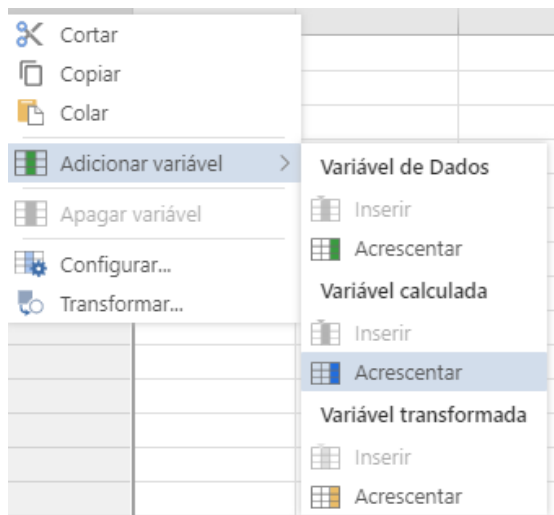 Cortar
Copiar
Colar
Adicionar variável
Apagar variável
Configurar...
Transformar...
Variável de Dados
Inserir
Acrescentar
Variável calculada
Inserir
Acrescentar
Variável transformada
Inserir
Acrescentar